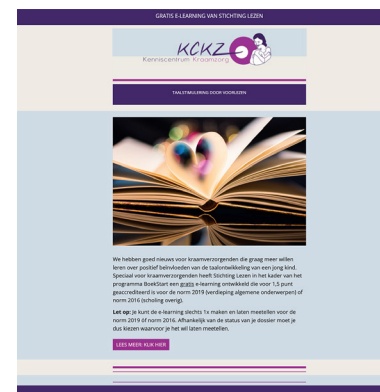 GRATIS E-LEARNING VAN STICHTING LEZEN
KCKZ
Kenniscentrum Kraamzorg
TAALSTIMULERING DOOR VOORLEZEN
We hebben goed nieuws voor kraamverzorgenden die graag meer willen
leren over positief beïnvloeden van de taalontwikkeling van een jong kind.
Speciaal voor kraamverzorgenden heeft Stichting Lezen in het kader van het
programma BoekStart een gratis e-learning ontwikkeld die voor 1,5 punt
geaccrediteerd is voor de norm 2019 (verdieping algemene onderwerpen) of
norm 2016 (scholing overig).
Let op: je kunt de e-learning slechts 1x maken en laten meetellen voor de
norm 2019 óf norm 2016. Afhankelijk van de status van je dossier moet je
dus kiezen waarvoor je het wil laten meetellen.
LEES MEER: KLIK HIER